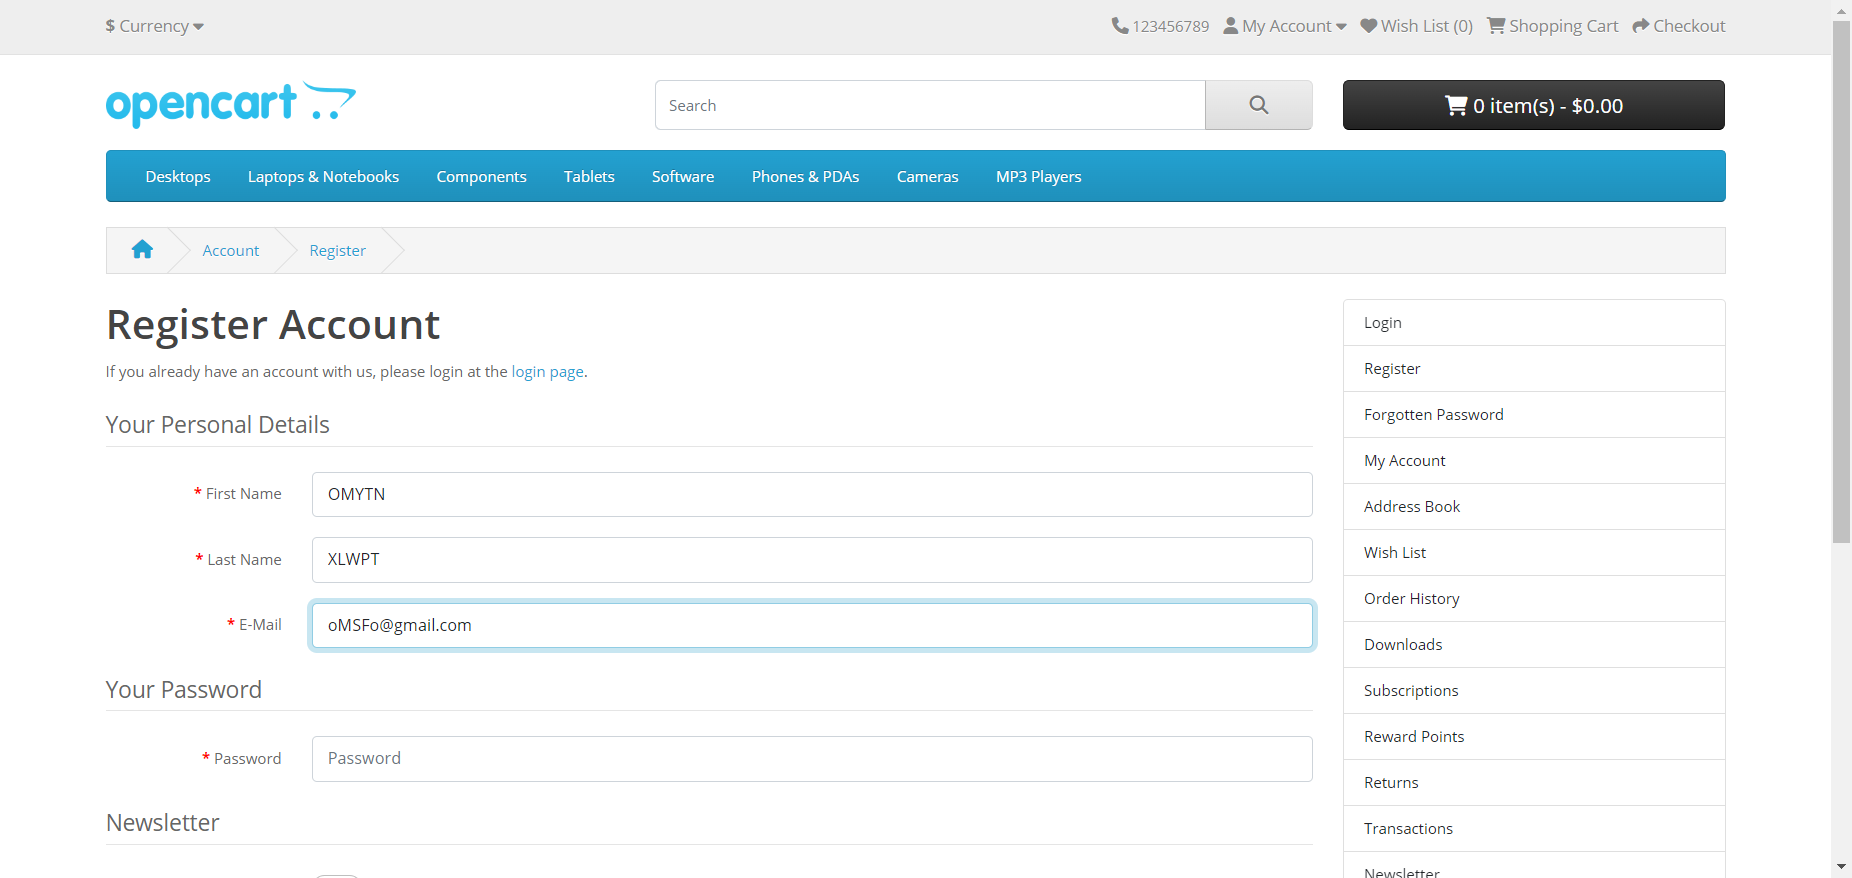 $ Currency
123456789 My Account Wish List (0) Shopping Cart Checkout
opencart
Search
0 item(s) - $0.00
Desktops Laptops & Notebooks Components Tablets Software Phones & PDAs Cameras MP3 Players
Account Register
Register Account
If you already have an account with us, please login at the login page.
Your Personal Details
* First Name OMYTN
* Last Name XLWPT
* E-Mail oMSFo@gmail.com
Your Password
* Password Password
Newsletter
Login
Register
Forgotten Password
My Account
Address Book
Wish List
Order History
Downloads
Subscriptions
Reward Points
Returns
Transactions
Newsletter